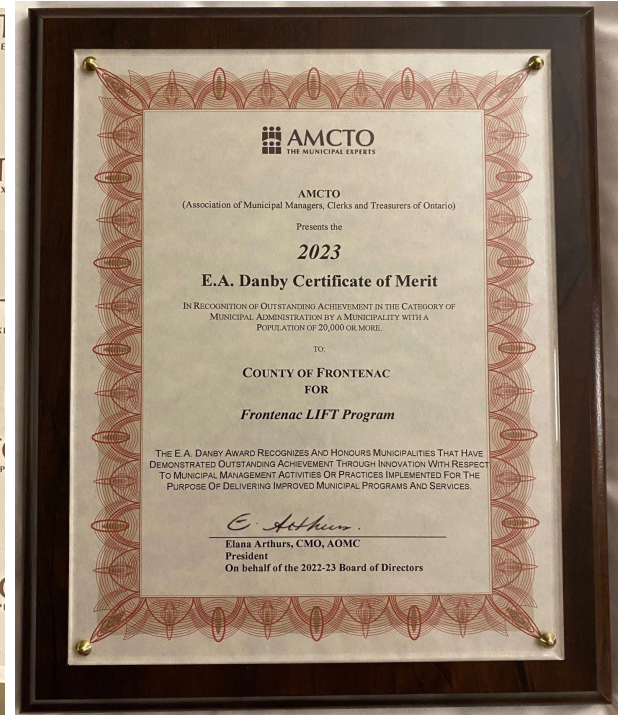 AMCTO
THE MUNICIPAL EXPERTS
AMCTO
(Association of Municipal Managers, Clerks and Treasurers of Ontario)
Presents the
2023
E.A. Danby Certificate of Merit
IN RECOGNITION OF OUTSTANDING ACHIEVEMENT IN THE CATEGORY OF
MUNICIPAL ADMINISTRATION BY A MUNICIPALITY WITH A
POPULATION OF 20,000 OR MORE.
TO:
COUNTY OF FRONTENAC
FOR
Frontenac LIFT Program
THE E.A. DANBY AWARD RECOGNIZES AND HONOURS MUNICIPALITIES THAT HAVE
DEMONSTRATED OUTSTANDING ACHIEVEMENT THROUGH INNOVATION WITH RESPECT
TO MUNICIPAL MANAGEMENT ACTIVITIES OR PRACTICES IMPLEMENTED FOR THE
PURPOSE OF DELIVERING IMPROVED MUNICIPAL PROGRAMS AND SERVICES.
E. Arthurs.
Elana Arthurs, CMO, AOMC
President
On behalf of the 2022-23 Board of Directors